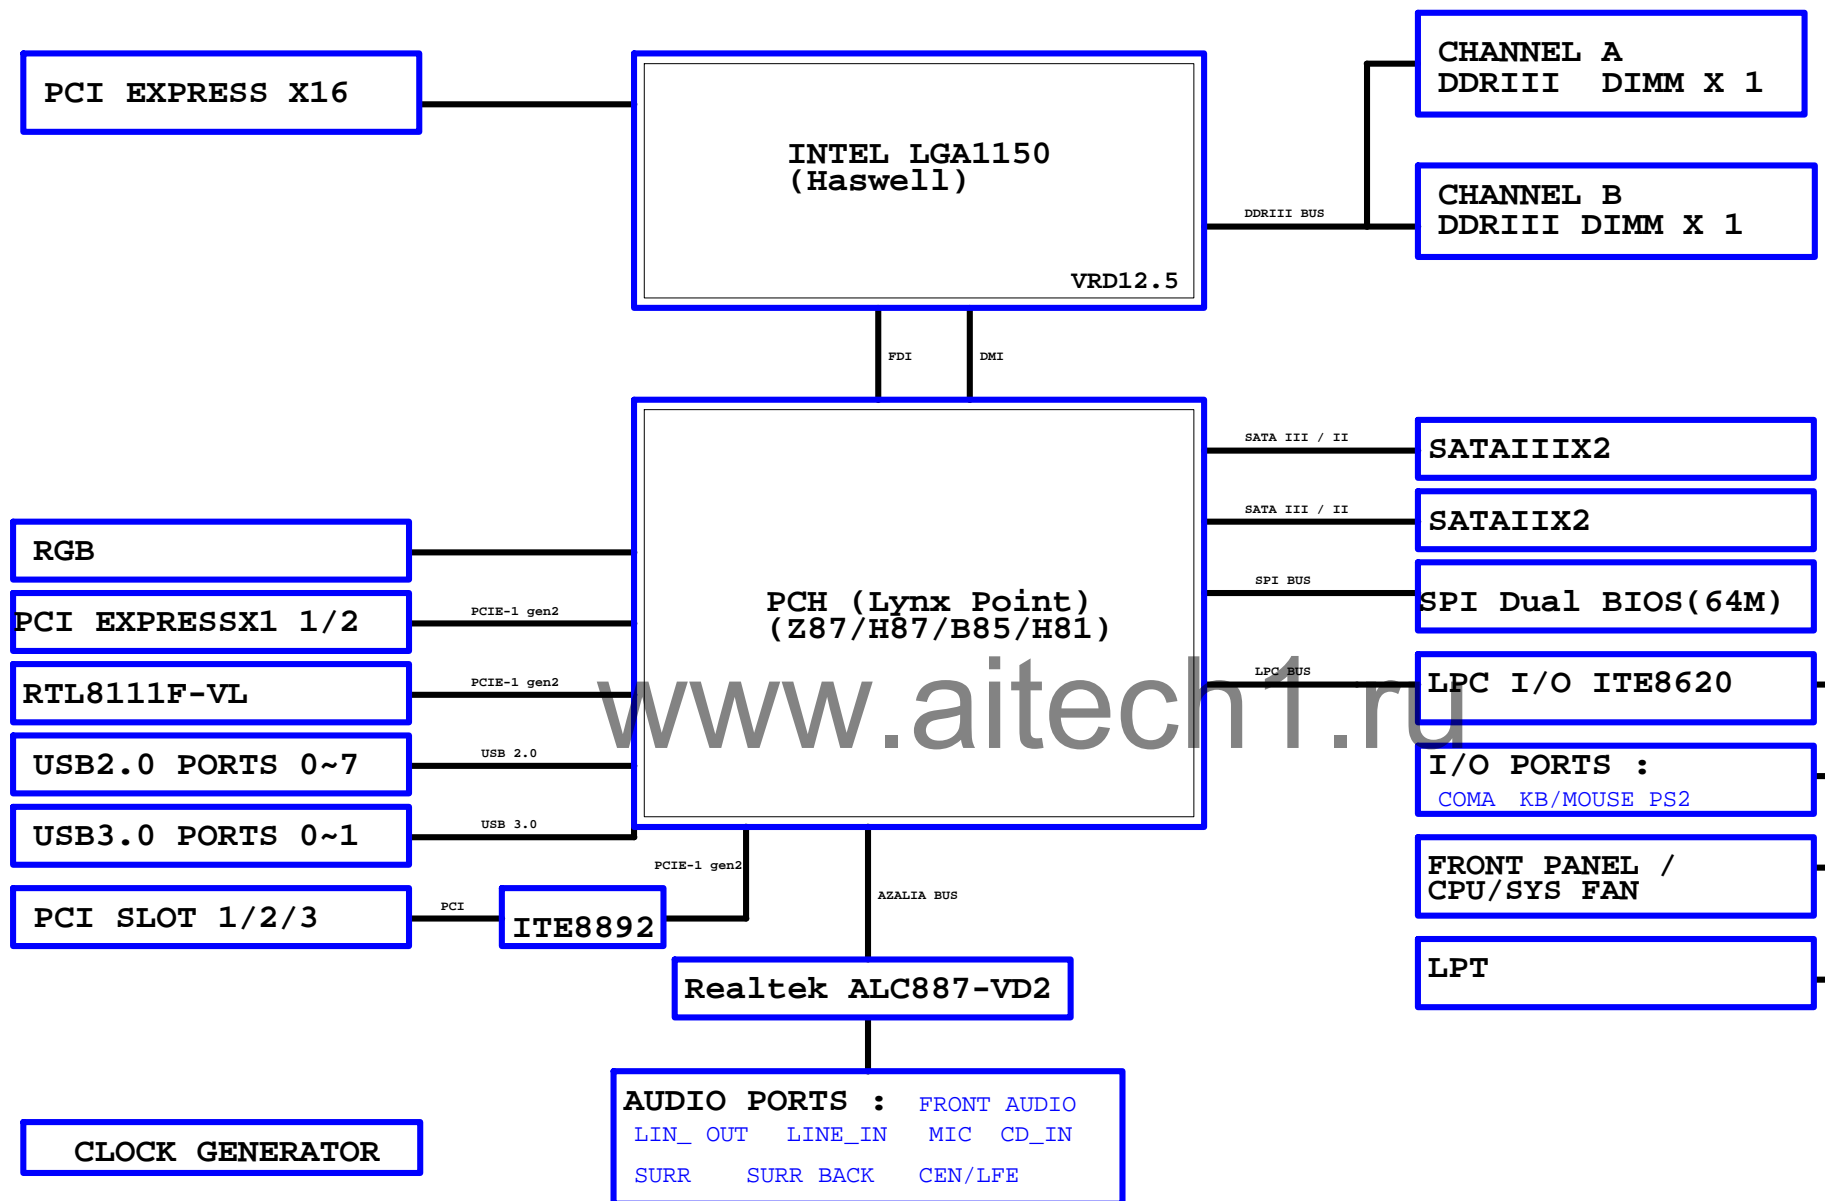 PCI EXPRESS X16
INTEL LGA1150
(Haswell)
VRD12.5
CHANNEL A
DDRIII DIMM X 1
CHANNEL B
DDRIII DIMM X 1
DDRIII BUS
FDI
DMI
PCH (Lynx Point)
(Z87/H87/B85/H81)
RGB
PCI EXPRESSX1 1/2
PCIE-1 gen2
RTL8111F-VL
PCIE-1 gen2
USB2.0 PORTS 0~7
USB 2.0
USB3.0 PORTS 0~1
USB 3.0
PCI SLOT 1/2/3
PCI
ITE8892
PCIE-1 gen2
AZALIA BUS
SATA III / II
SATAIIIX2
SATA III / II
SATAIIX2
SPI BUS
SPI Dual BIOS(64M)
LPC BUS
LPC I/O ITE8620
www.aitech1.ru
I/O PORTS :
COMA KB/MOUSE PS2
FRONT PANEL /
CPU/SYS FAN
LPT
Realtek ALC887-VD2
AUDIO PORTS : FRONT AUDIO
LIN_ OUT LINE_IN MIC CD_IN
SURR SURR BACK CEN/LFE
CLOCK GENERATOR